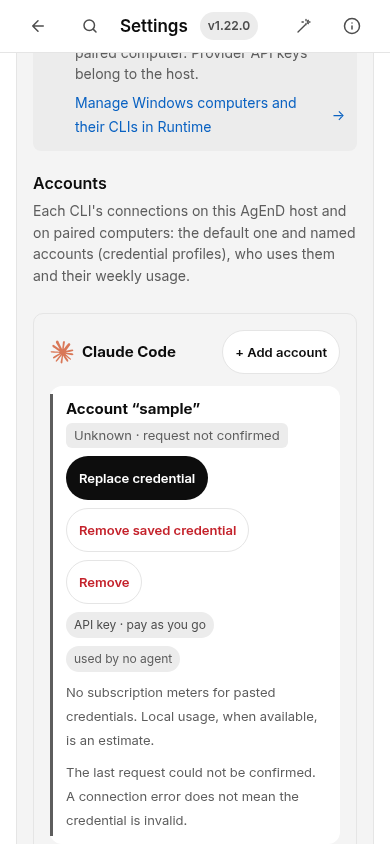 Settings v1.22.0
paired computer. Provider API keys
belong to the host.
Manage Windows computers and
their CLIs in Runtime →
Accounts
Each CLI's connections on this AgEnD host and
on paired computers: the default one and named
accounts (credential profiles), who uses them
and their weekly usage.
Claude Code
+ Add account
Account “sample”
Unknown · request not confirmed
Replace credential
Remove saved credential
Remove
API key · pay as you go
used by no agent
No subscription meters for pasted
credentials. Local usage, when available,
is an estimate.
The last request could not be confirmed.
A connection error does not mean the
credential is invalid.